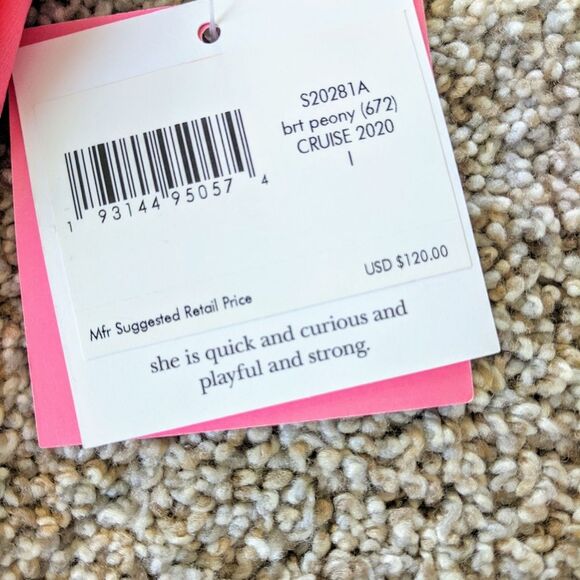 S20281A
brt peony (672)
CRUISE 2020
I
1 93144 95057 4
USD $120.00
Mfr Suggested Retail Price
she is quick and curious and
playful and strong.